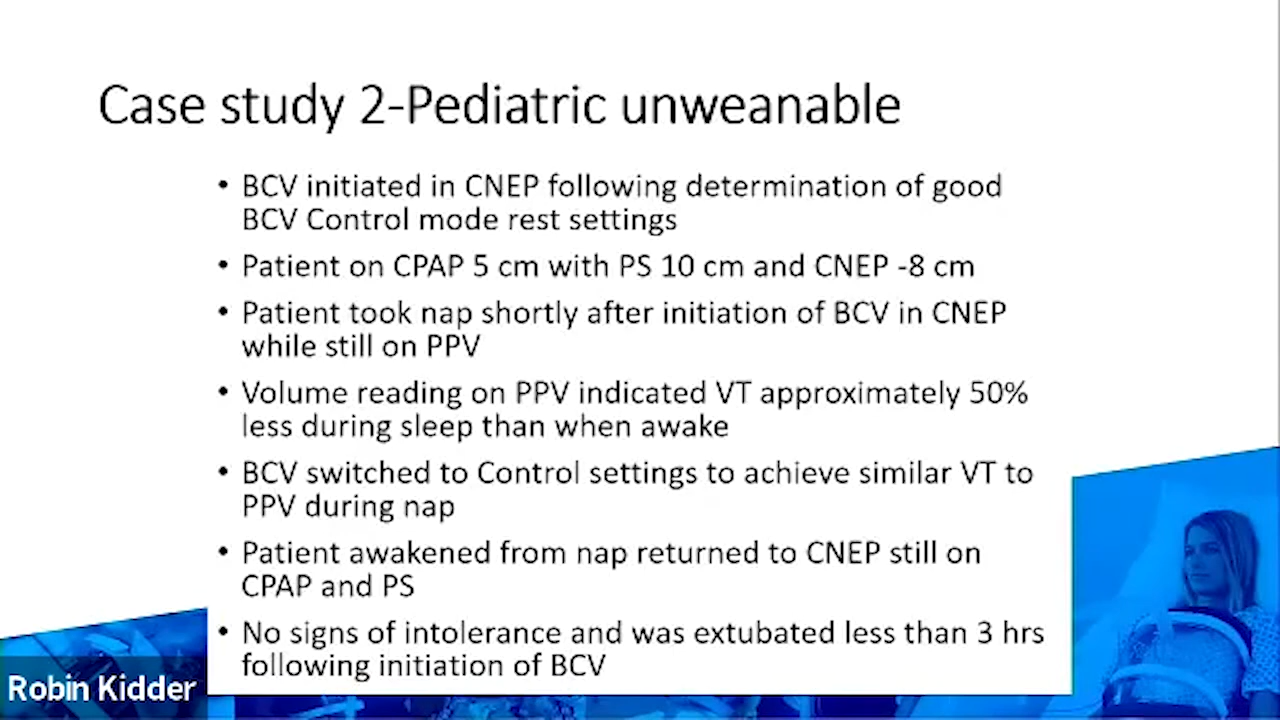 Case study 2-Pediatric unweanable
• BCV initiated in CNEP following determination of good
BCV Control mode rest settings
• Patient on CPAP 5 cm with PS 10 cm and CNEP -8 cm
• Patient took nap shortly after initiation of BCV in CNEP
while still on PPV
• Volume reading on PPV indicated VT approximately 50%
less during sleep than when awake
• BCV switched to Control settings to achieve similar VT to
PPV during nap
• Patient awakened from nap returned to CNEP still on
CPAP and PS
• No signs of intolerance and was extubated less than 3 hrs
following initiation of BCV
Robin Kidder